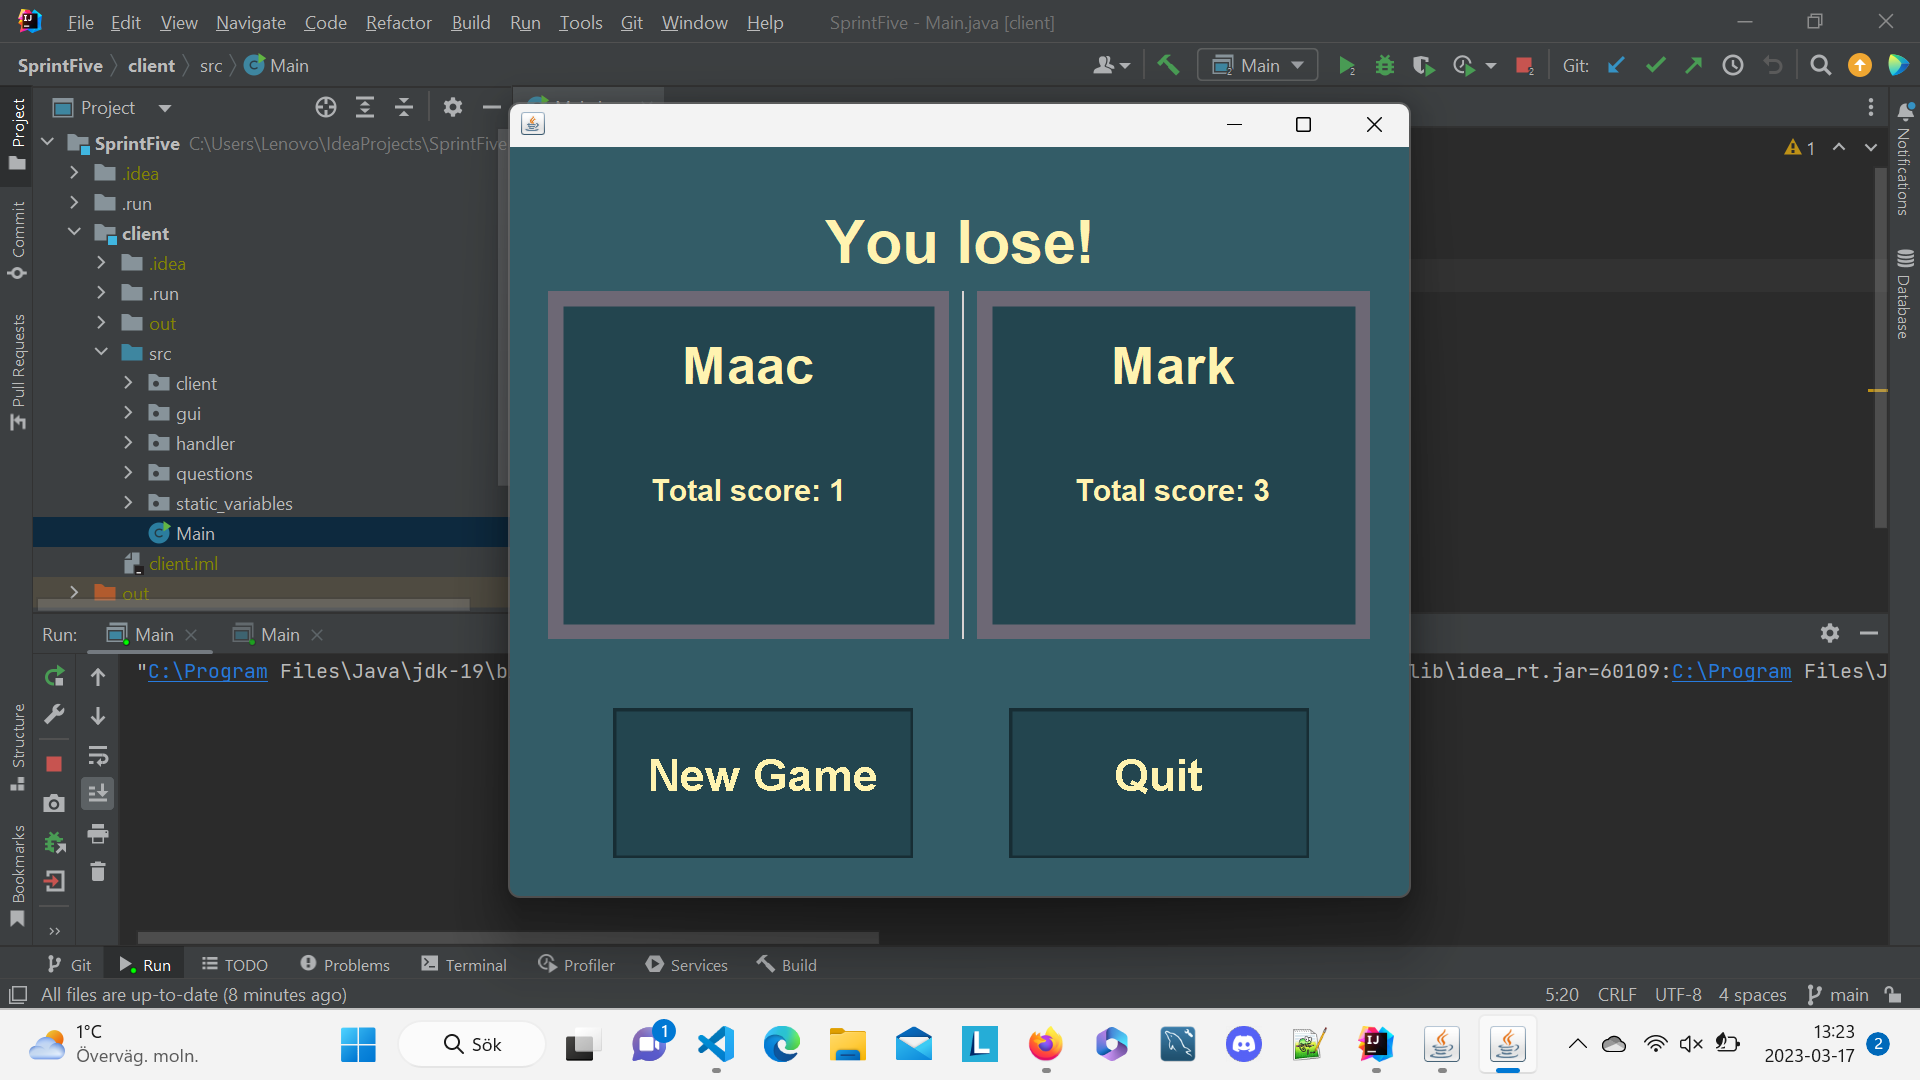 File Edit View Navigate Code Refactor Build Run Tools Git Window Help SprintFive - Main.java [client]
SprintFive client src Main
Main
Git:
Project
SprintFive C:\Users\Lenovo\IdeaProjects\SprintFive
.idea
.run
client
.idea
.run
out
src
client
gui
handler
questions
static_variables
Main
client.iml
out
Project
Commit
Pull Requests
Structure
Bookmarks
1
Notifications
Database
You lose!
Maac
Total score: 1
Mark
Total score: 3
New Game
Quit
Run: Main Main
"C:\Program Files\Java\jdk-19\b
lib\idea_rt.jar=60109:C:\Program Files\J
Git Run TODO Problems Terminal Profiler Services Build
All files are up-to-date (8 minutes ago)
5:20 CRLF UTF-8 4 spaces main
1°C
Överväg. moln.
Sök
1
13:23
2023-03-17
2